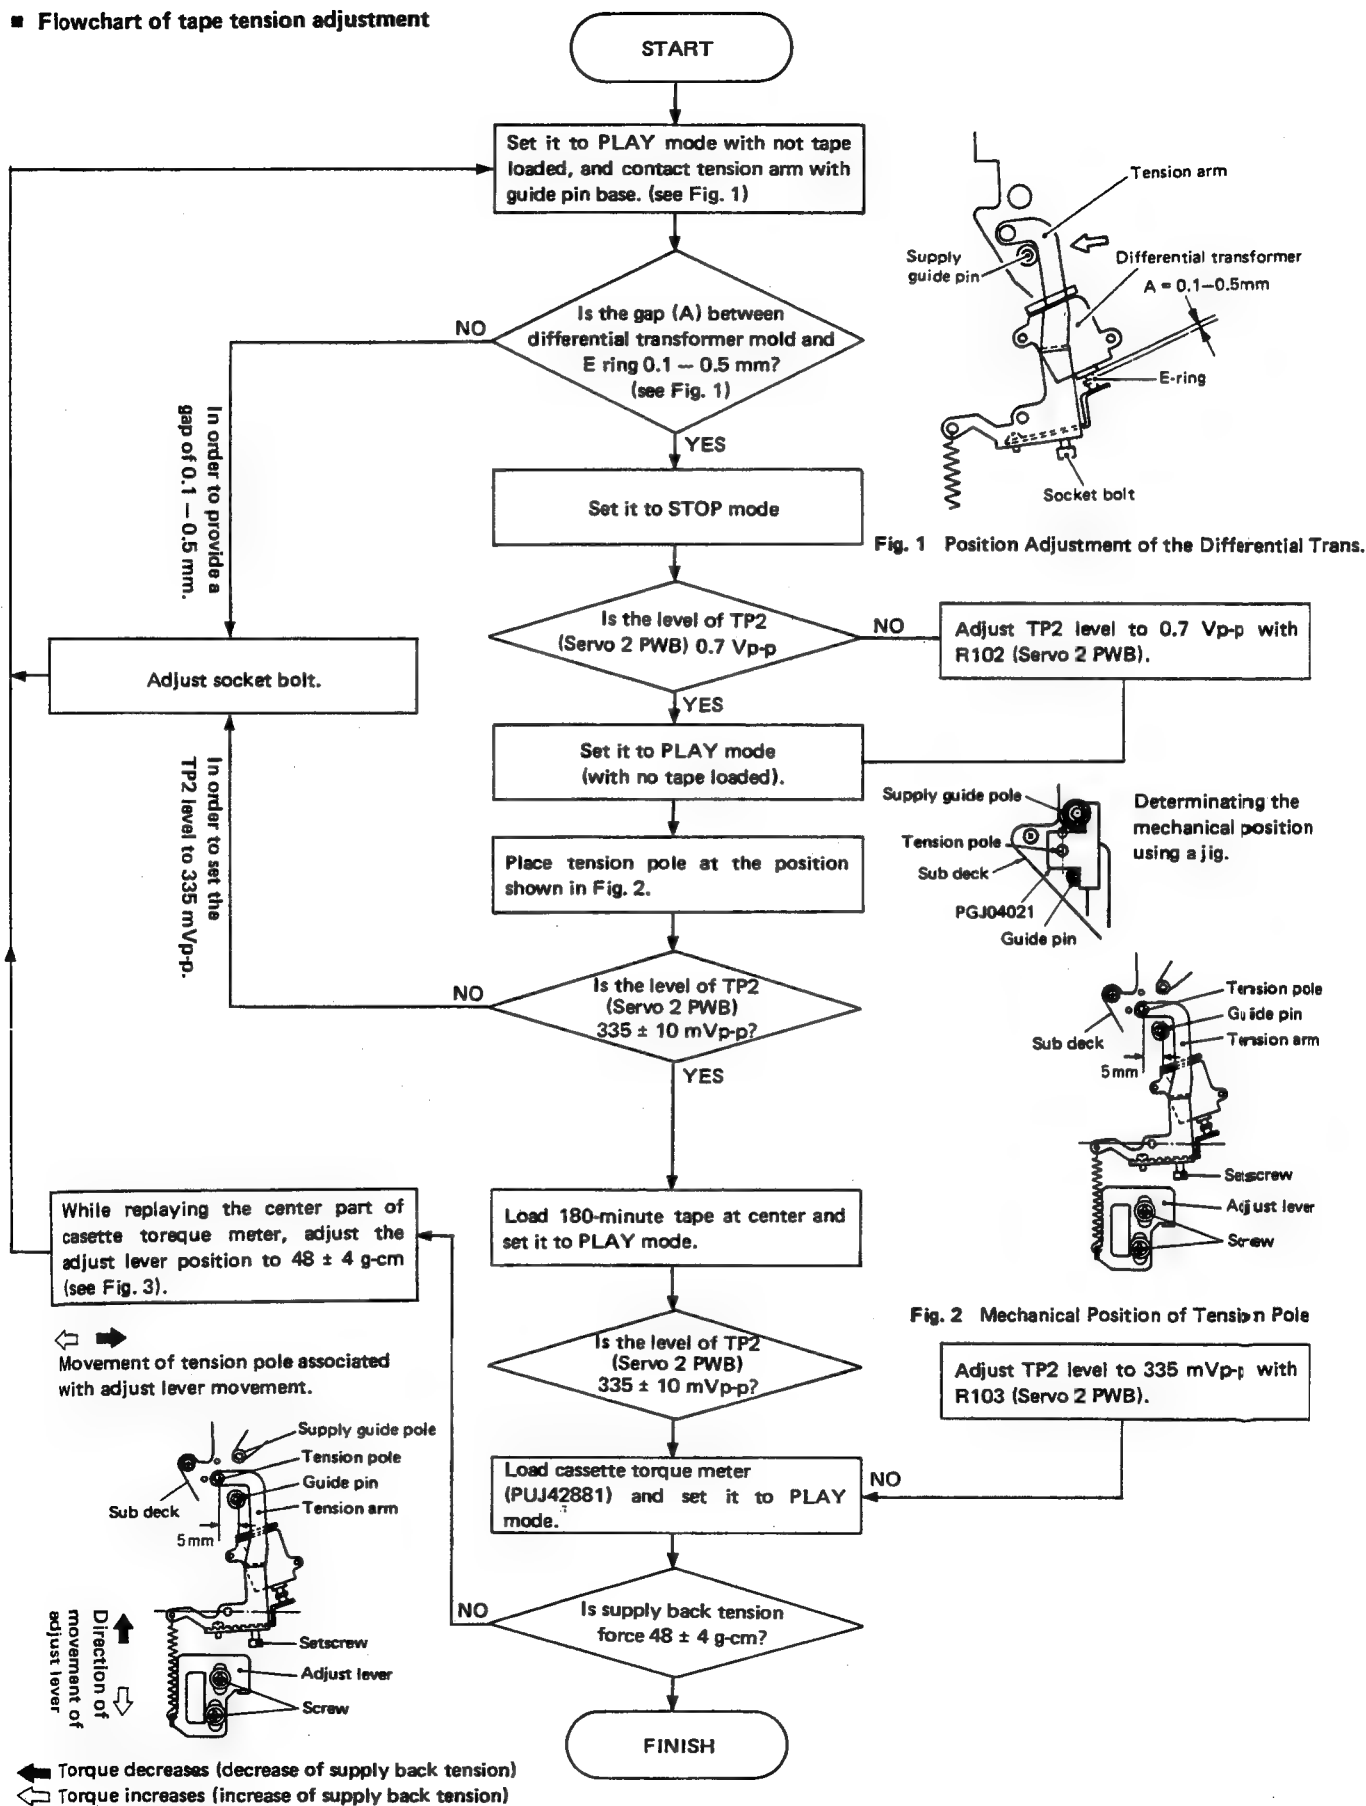 ■ Flowchart of tape tension adjustment
START
Set it to PLAY mode with not tape
loaded, and contact tension arm with
guide pin base. (see Fig. 1)
Is the gap (A) between
differential transformer mold and
E ring 0.1 — 0.5 mm?
(see Fig. 1)
NO
YES
In order to provide a
gap of 0.1 — 0.5 mm.
Tension arm
Supply
guide pin
Differential transformer
A = 0.1—0.5mm
E-ring
Socket bolt
Fig. 1 Position Adjustment of the Differential Trans.
Set it to STOP mode
Is the level of TP2
(Servo 2 PWB) 0.7 Vp-p
NO
YES
Adjust TP2 level to 0.7 Vp-p with
R102 (Servo 2 PWB).
Adjust socket bolt.
Set it to PLAY mode
(with no tape loaded).
In order to set the
TP2 level to 335 mVp-p.
Place tension pole at the position
shown in Fig. 2.
Supply guide pole
Tension pole
Sub deck
PGJ04021
Guide pin
Determinating the
mechanical position
using a jig.
Is the level of TP2
(Servo 2 PWB)
335 ± 10 mVp-p?
NO
YES
Tension pole
Guide pin
Tension arm
Sub deck
5mm
Setscrew
Adjust lever
Screw
Fig. 2 Mechanical Position of Tension Pole
While replaying the center part of
casette toreque meter, adjust the
adjust lever position to 48 ± 4 g-cm
(see Fig. 3).
Load 180-minute tape at center and
set it to PLAY mode.
Is the level of TP2
(Servo 2 PWB)
335 ± 10 mVp-p?
Adjust TP2 level to 335 mVp-p with
R103 (Servo 2 PWB).
NO
Load cassette torque meter
(PUJ42881) and set it to PLAY
mode.
Is supply back tension
force 48 ± 4 g-cm?
NO
FINISH
Movement of tension pole associated
with adjust lever movement.
Supply guide pole
Tension pole
Guide pin
Tension arm
Sub deck
5mm
Direction of
movement of
adjust lever
Setscrew
Adjust lever
Screw
Torque decreases (decrease of supply back tension)
Torque increases (increase of supply back tension)